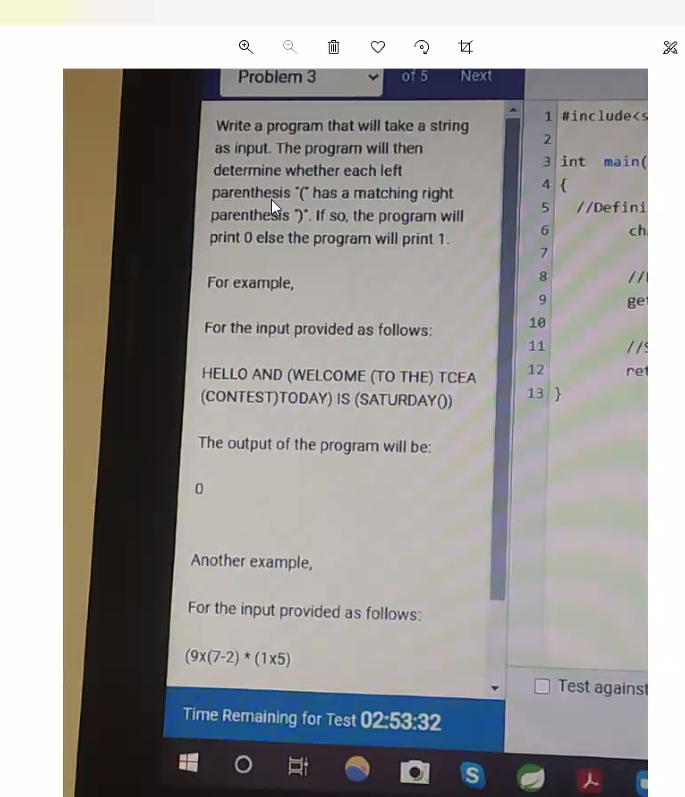 Problem 3
of 5
Next
Write a program that will take a string
as input. The program will then
determine whether each left
parenthesis "(" has a matching right
parenthesis ")". If so, the program will
print 0 else the program will print 1.
For example,
For the input provided as follows:
HELLO AND (WELCOME (TO THE) TCEA
(CONTEST)TODAY) IS (SATURDAY())
The output of the program will be:
0
Another example,
For the input provided as follows:
(9x(7-2) * (1x5)
Time Remaining for Test 02:53:32
1 #include<s
2
3 int main(
4 {
5 //Defini
6 ch
7
8 //
9 get
10
11 //S
12 ret
13 }
Test against